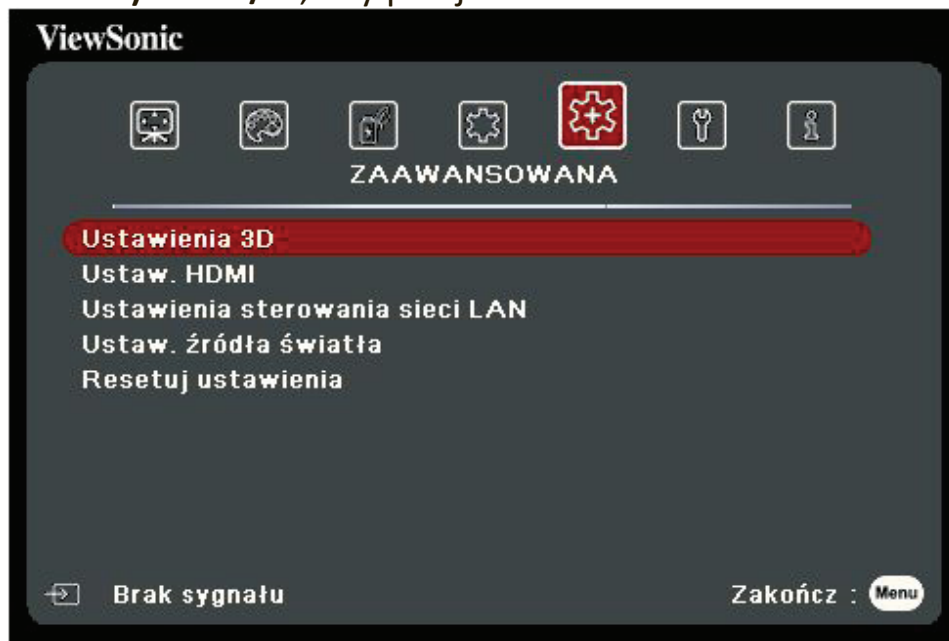 ViewSonic
ZAAWANSOWANA
Ustawienia 3D
Ustaw. HDMI
Ustawienia sterowania sieci LAN
Ustaw. źródła światła
Resetuj ustawienia
Brak sygnału
Zakończ : Menu